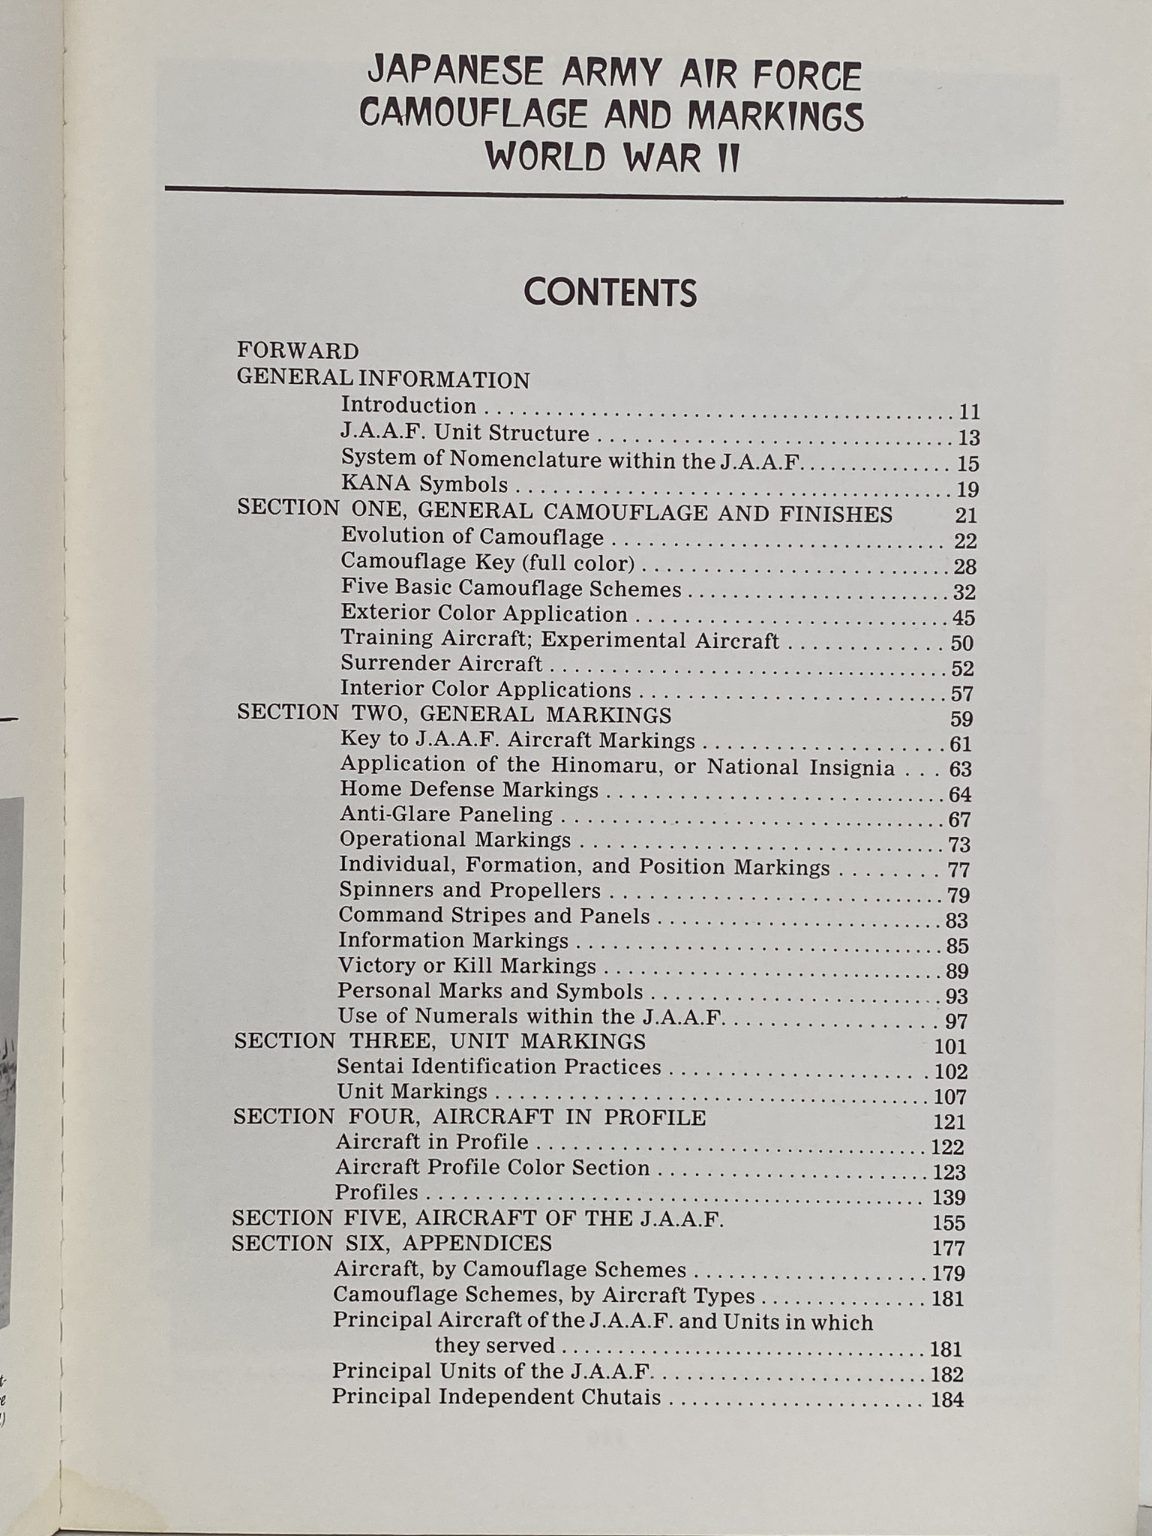 JAPANESE ARMY AIR FORCE
CAMOUFLAGE AND MARKINGS
WORLD WAR II
CONTENTS
FORWARD
GENERAL INFORMATION
Introduction . . . . . . . . . . . . . . . . . . . . 11
J.A.A.F. Unit Structure . . . . . . . . . . . . . . . . . . . . 13
System of Nomenclature within the J.A.A.F. . . . . . . . . . . . . 15
KANA Symbols . . . . . . . . . . . . . . . . . . . . 19
SECTION ONE, GENERAL CAMOUFLAGE AND FINISHES 21
Evolution of Camouflage . . . . . . . . . . . . . . . . . . . . 22
Camouflage Key (full color) . . . . . . . . . . . . . . . . . . . . 28
Five Basic Camouflage Schemes . . . . . . . . . . . . . . . . . . . . 32
Exterior Color Application . . . . . . . . . . . . . . . . . . . . 45
Training Aircraft; Experimental Aircraft . . . . . . . . . . . . . 50
Surrender Aircraft . . . . . . . . . . . . . . . . . . . . 52
Interior Color Applications . . . . . . . . . . . . . . . . . . . . 57
SECTION TWO, GENERAL MARKINGS 59
Key to J.A.A.F. Aircraft Markings . . . . . . . . . . . . . . . . . . . . 61
Application of the Hinomaru, or National Insignia . . . 63
Home Defense Markings . . . . . . . . . . . . . . . . . . . . 64
Anti-Glare Paneling . . . . . . . . . . . . . . . . . . . . 67
Operational Markings . . . . . . . . . . . . . . . . . . . . 73
Individual, Formation, and Position Markings . . . . . . . . . 77
Spinners and Propellers . . . . . . . . . . . . . . . . . . . . 79
Command Stripes and Panels . . . . . . . . . . . . . . . . . . . . 83
Information Markings . . . . . . . . . . . . . . . . . . . . 85
Victory or Kill Markings . . . . . . . . . . . . . . . . . . . . 89
Personal Marks and Symbols . . . . . . . . . . . . . . . . . . . . 93
Use of Numerals within the J.A.A.F. . . . . . . . . . . . . . . . . . . 97
SECTION THREE, UNIT MARKINGS 101
Sentai Identification Practices . . . . . . . . . . . . . . . . . . . . 102
Unit Markings . . . . . . . . . . . . . . . . . . . . 107
SECTION FOUR, AIRCRAFT IN PROFILE 121
Aircraft in Profile . . . . . . . . . . . . . . . . . . . . 122
Aircraft Profile Color Section . . . . . . . . . . . . . . . . . . . . 123
Profiles . . . . . . . . . . . . . . . . . . . . 139
SECTION FIVE, AIRCRAFT OF THE J.A.A.F. 155
SECTION SIX, APPENDICES 177
Aircraft, by Camouflage Schemes . . . . . . . . . . . . . . . . . . . 179
Camouflage Schemes, by Aircraft Types . . . . . . . . . . . . . . 181
Principal Aircraft of the J.A.A.F. and Units in which
they served . . . . . . . . . . . . . . . . . . . . 181
Principal Units of the J.A.A.F. . . . . . . . . . . . . . . . . . . . 182
Principal Independent Chutais . . . . . . . . . . . . . . . . . . . . 184